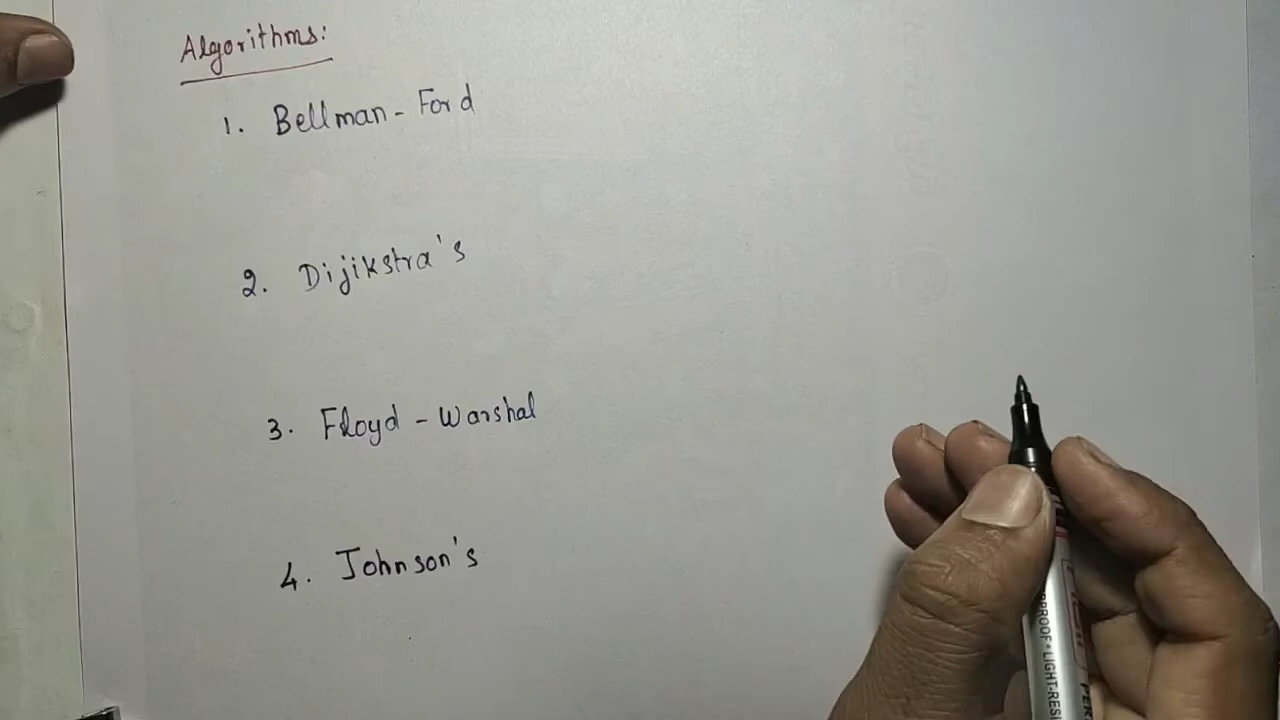 Algorithms:
1. Bellman - Ford
2. Dijikstra's
3. Floyd - Warshal
4. Johnson's